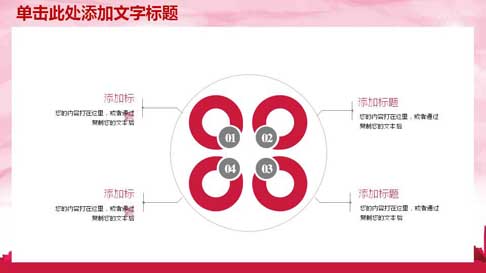 单击此处添加文字标题
添加标
题
您的内容打在这里，或者通过
复制您的文本后
添加标题
您的内容打在这里，或者通过
复制您的文本后
01
02
04
03
添加标
题
您的内容打在这里，或者通过
复制您的文本后
添加标题
您的内容打在这里，或者通过
复制您的文本后